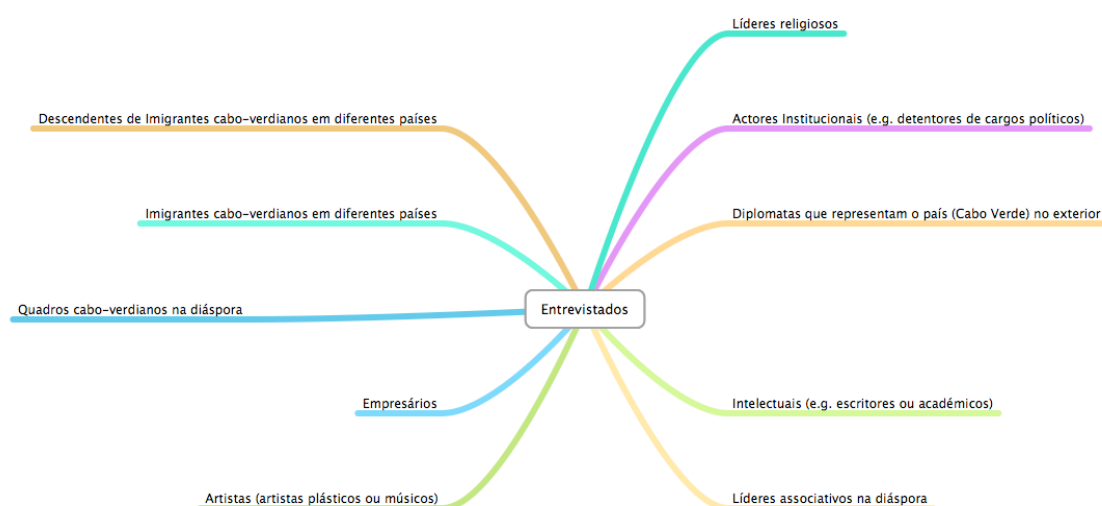 Líderes religiosos
Descendentes de Imigrantes cabo-verdianos em diferentes países
Actores Institucionais (e.g. detentores de cargos políticos)
Imigrantes cabo-verdianos em diferentes países
Diplomatas que representam o país (Cabo Verde) no exterior
Quadros cabo-verdianos na diáspora
Entrevistados
Empresários
Intelectuais (e.g. escritores ou académicos)
Artistas (artistas plásticos ou músicos)
Líderes associativos na diáspora